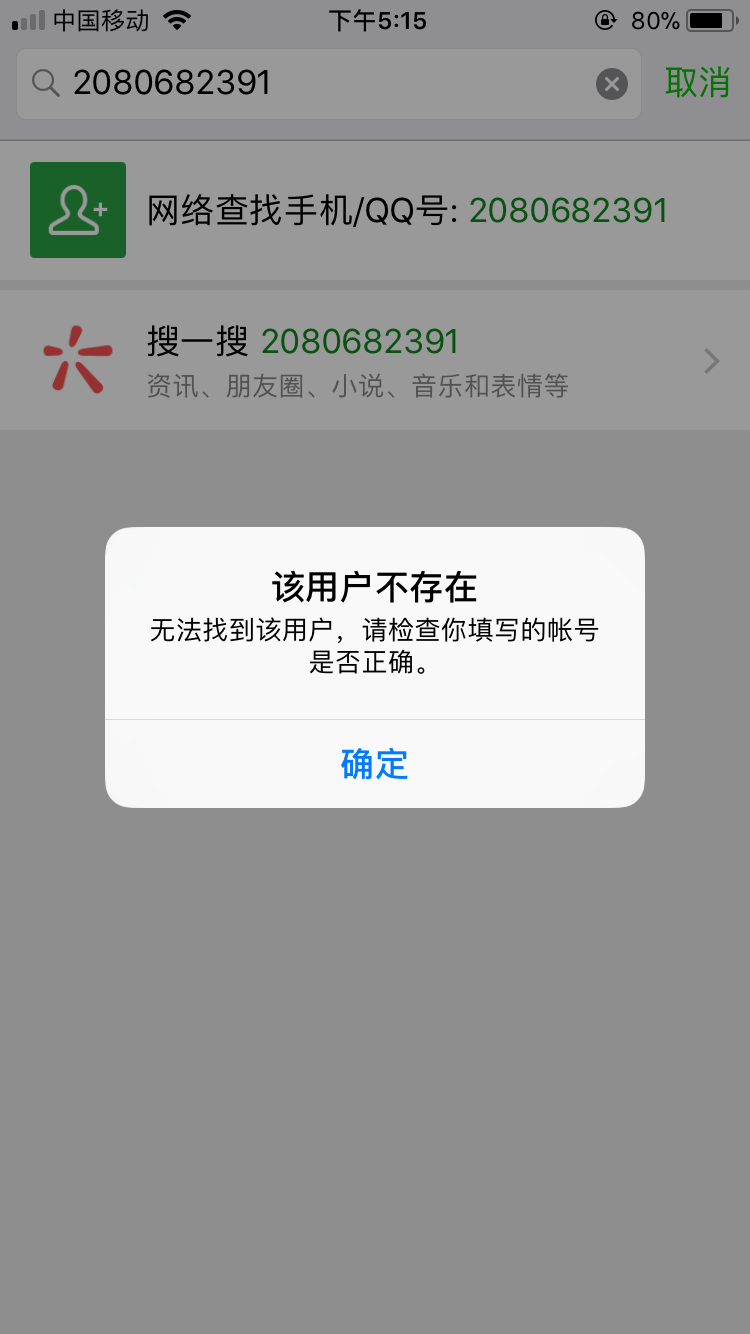 中国移动 下午5:15 80%
2080682391 取消
网络查找手机/QQ号: 2080682391
搜一搜 2080682391
资讯、朋友圈、小说、音乐和表情等
该用户不存在
无法找到该用户，请检查你填写的帐号
是否正确。
确定